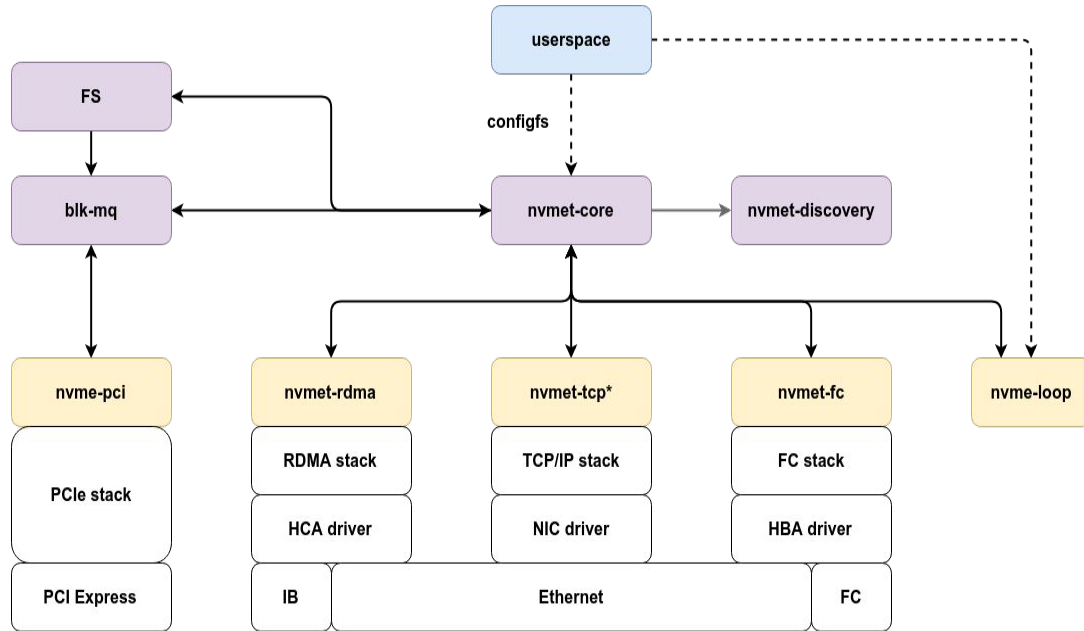 userspace
FS
configfs
blk-mq
nvmet-core
nvmet-discovery
nvme-pci
nvmet-rdma
nvmet-tcp*
nvmet-fc
nvme-loop
PCIe stack
RDMA stack
TCP/IP stack
FC stack
HCA driver
NIC driver
HBA driver
PCI Express
IB
Ethernet
FC